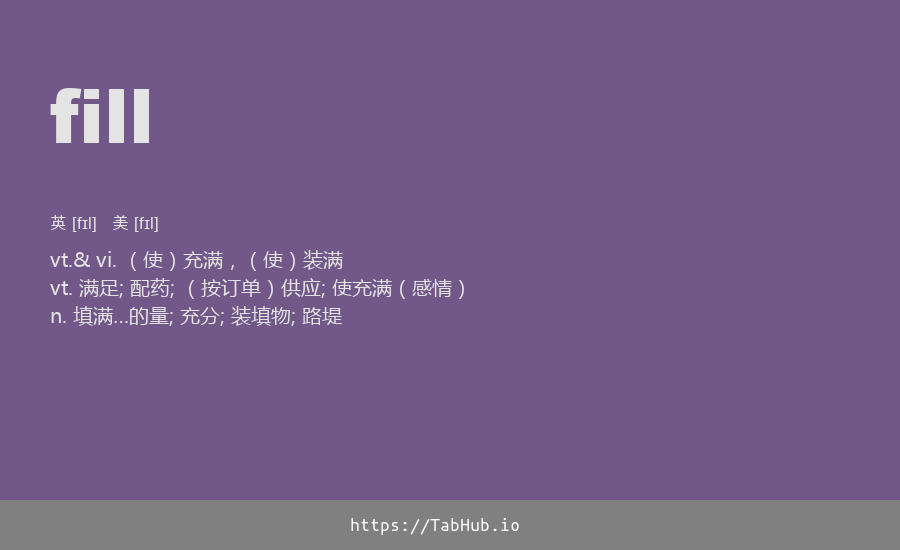 fill
英 [fɪl] 美 [fɪl]
vt.& vi. （使）充满，（使）装满
vt. 满足; 配药; （按订单）供应; 使充满（感情）
n. 填满…的量; 充分; 装填物; 路堤
https://TabHub.io